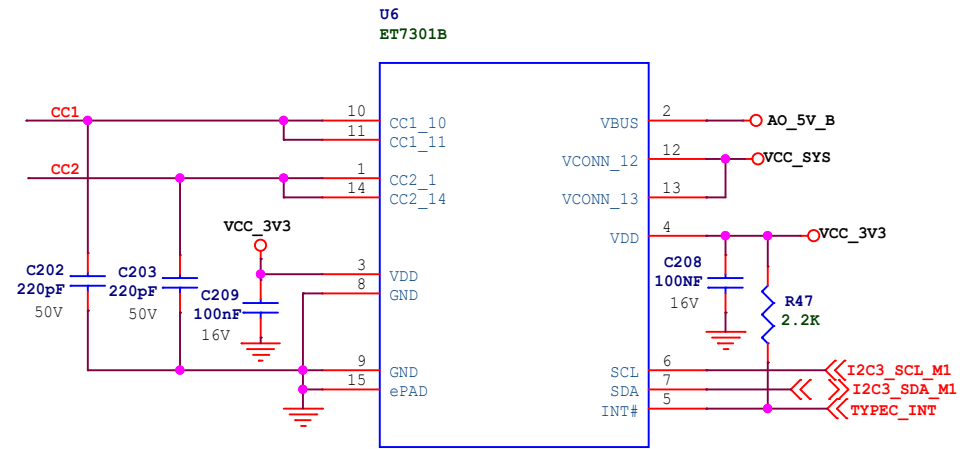 U6
ET7301B
CC1
10
CC1_10
11
CC1_11
CC2
1
CC2_1
14
CC2_14
VCC_3V3
3
VDD
8
GND
C202
220pF
50V
C203
220pF
50V
C209
100nF
16V
9
GND
15
ePAD
VBUS
2
AO_5V_B
VCONN_12
12
VCC_SYS
VCONN_13
13
VDD
4
VCC_3V3
C208
100NF
16V
R47
2.2K
SCL
6
I2C3_SCL_M1
SDA
7
I2C3_SDA_M1
INT#
5
TYPEC_INT